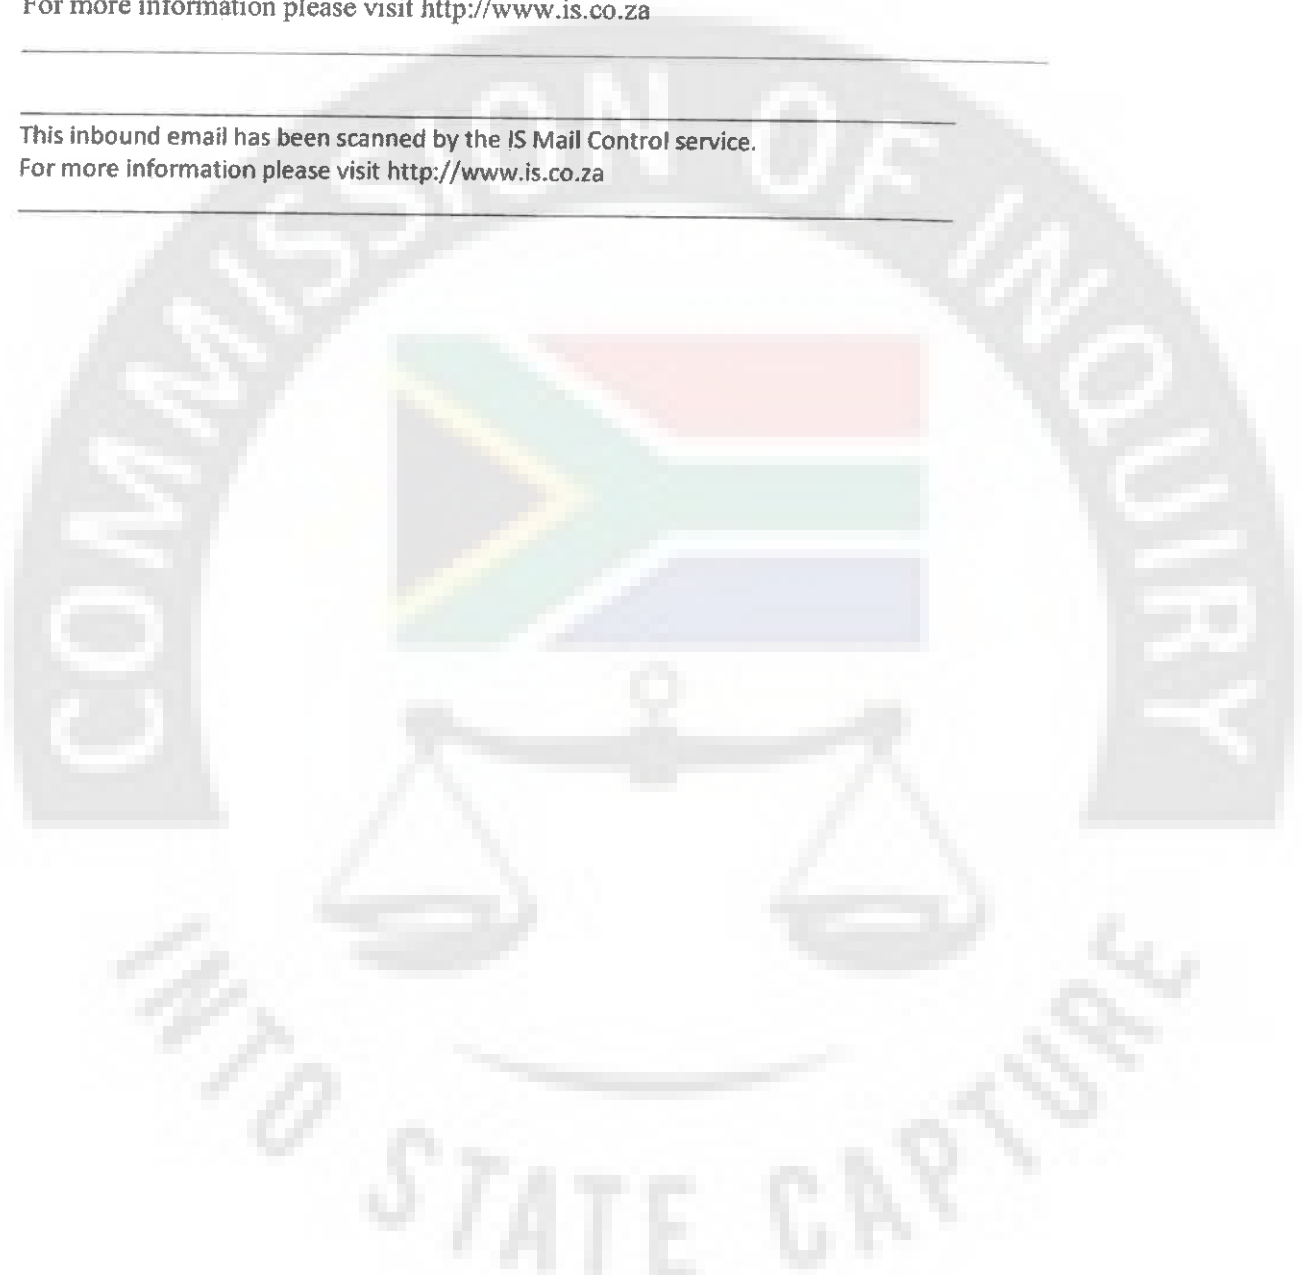 For more information please visit http://www.is.co.za
This inbound email has been scanned by the IS Mail Control service.
For more information please visit http://www.is.co.za
COMMISSION OF INQUIRY
INTO STATE CAPTURE